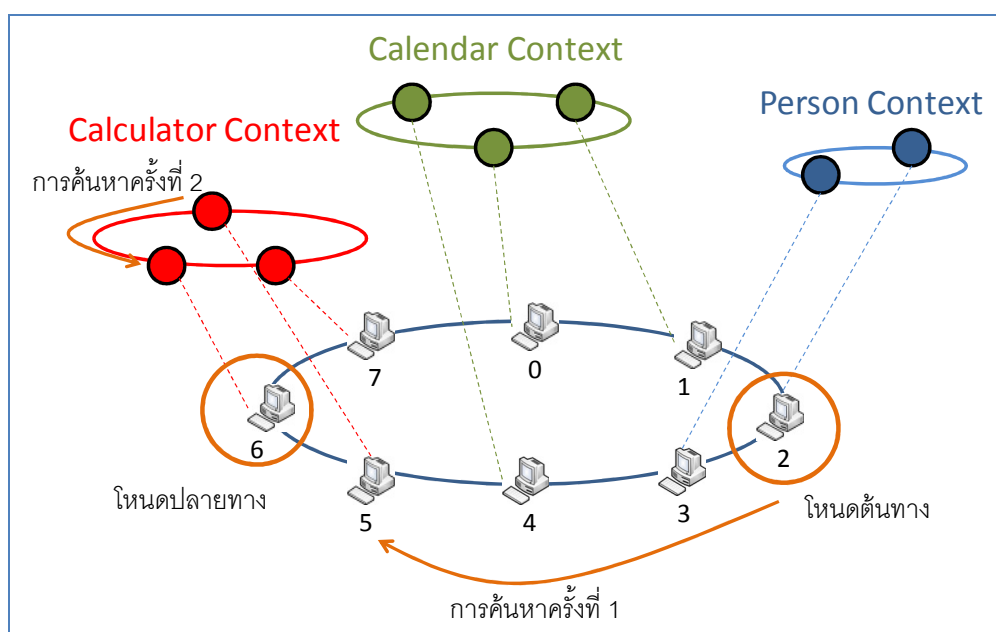 Calendar Context
Person Context
Calculator Context
การค้นหาครั้งที่ 2
7
0
1
6
2
5
4
3
โหนดปลายทาง
โหนดต้นทาง
การค้นหาครั้งที่ 1